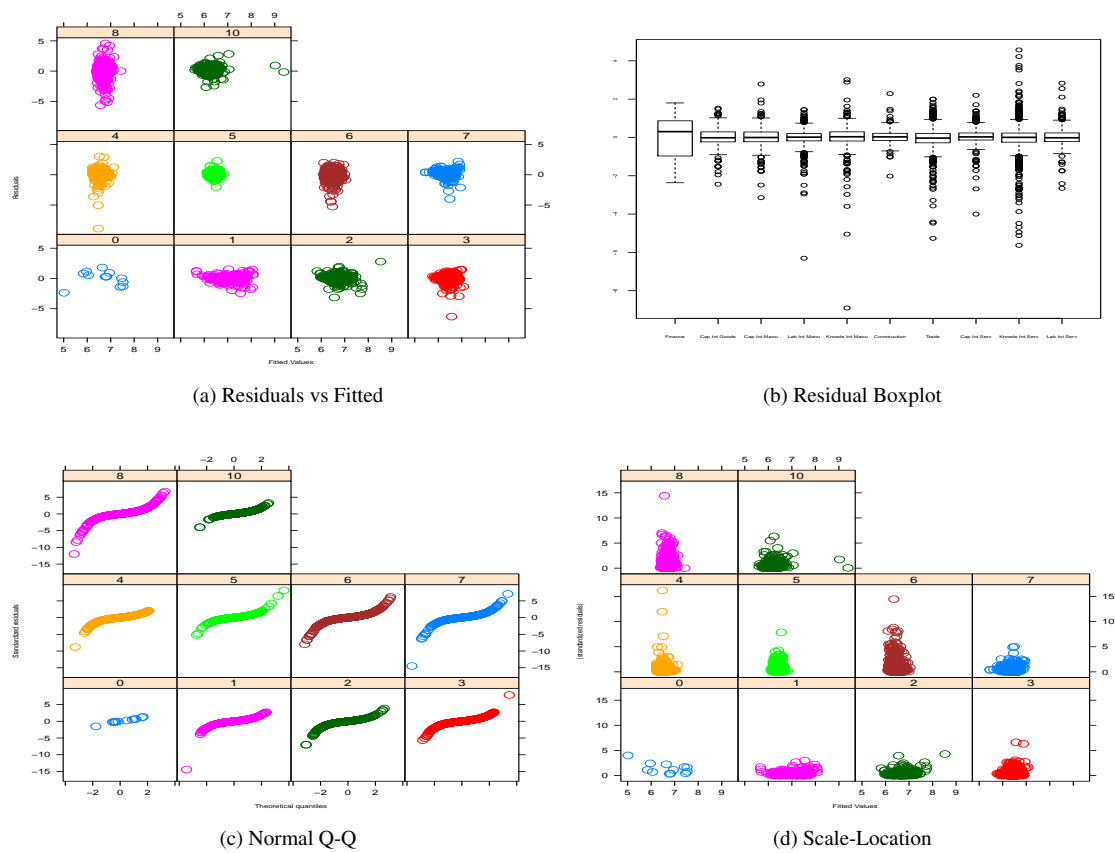 5 6 7 8 9
8 10
5
0
−5
4 5 6 7
Residuals
5
0
−5
0 1 2 3
5
0
−5
5 6 7 8 9 5 6 7 8 9
Fitted Values
(a) Residuals vs Fitted
Finance Cap Int Goods Cap Int Manu Lab Int Manu Construction Trade Cap Int Serv Lab Int Serv
(b) Residual Boxplot
−2 0 2
8 10
5
0
−5
−10
−15
4 5 6 7
Standardized residuals
5
0
−5
−10
−15
0 1 2 3
5
0
−5
−10
−15
−2 0 2 −2 0 2
Theoretical quantiles
(c) Normal Q-Q
5 6 7 8 9
8 10
15
10
5
0
4 5 6 7
|standardized residuals|
15
10
5
0
0 1 2 3
15
10
5
0
5 6 7 8 9 5 6 7 8 9
Fitted Values
(d) Scale-Location